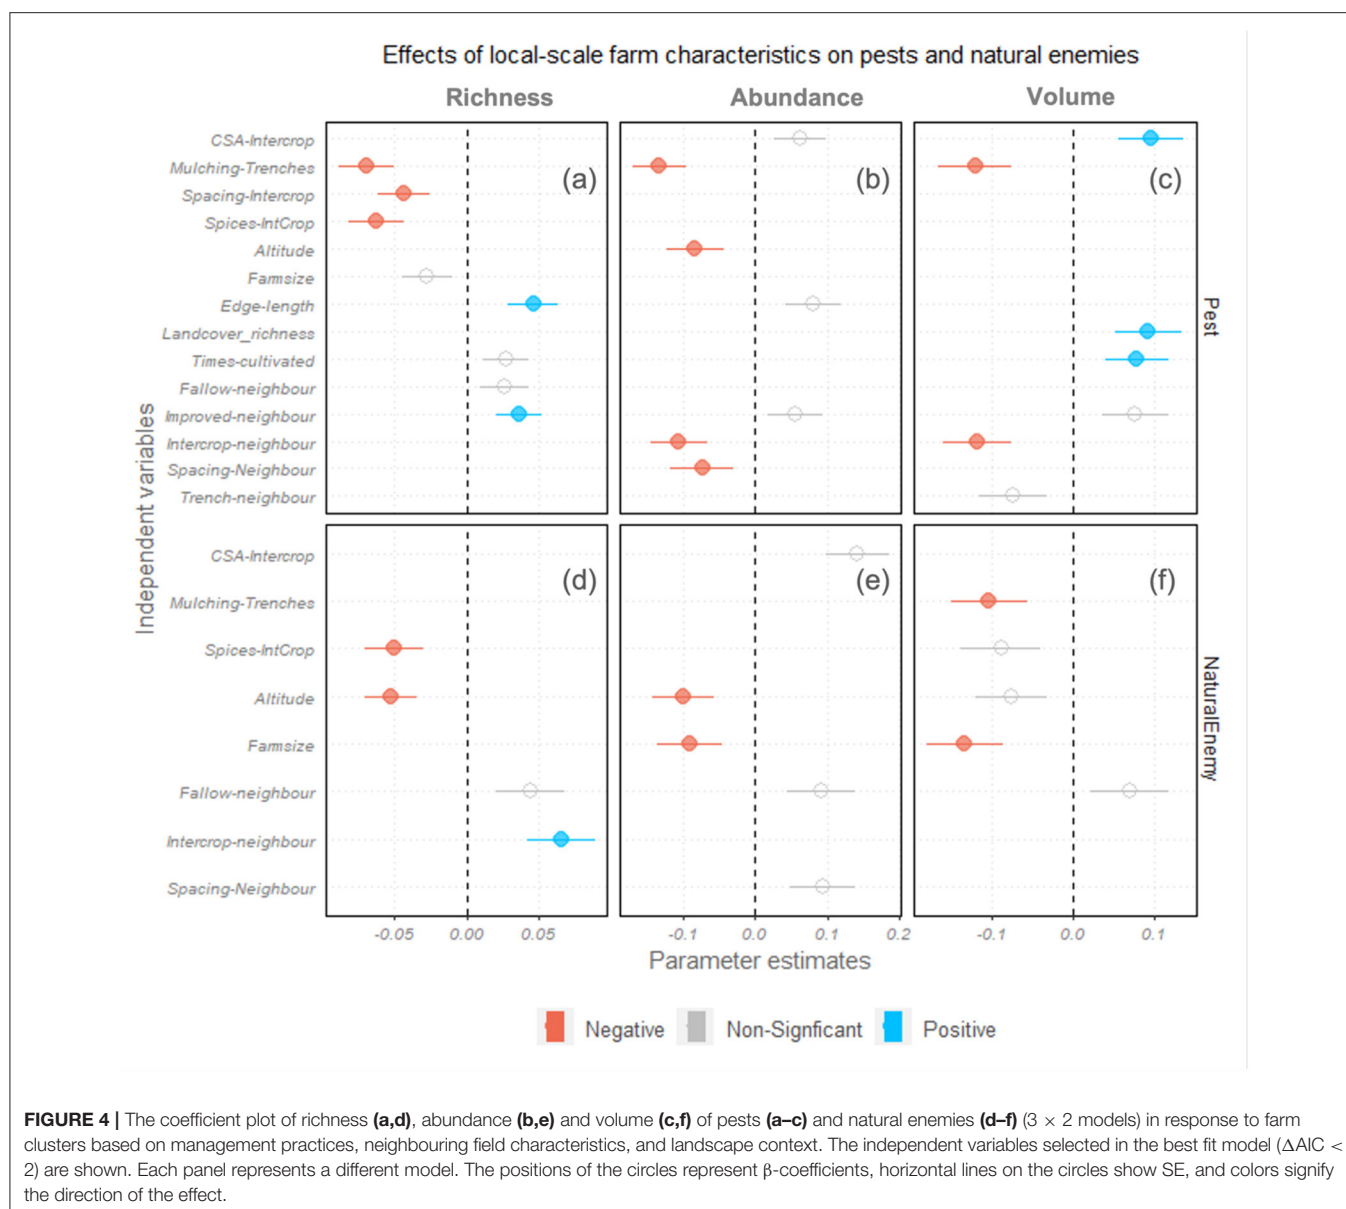 Effects of local-scale farm characteristics on pests and natural enemies
Richness Abundance Volume
CSA-Intercrop
Mulching-Trenches
(a) (b) (c)
Spacing-Intercrop
Spices-IntCrop
Altitude
Farmsize
Edge-length
Pest
Landcover_richness
Times-cultivated
Fallow-neighbour
Improved-neighbour
Intercrop-neighbour
Spacing-Neighbour
Trench-neighbour
Independent variables
CSA-Intercrop
(d) (e) (f)
Mulching-Trenches
Spices-IntCrop
Altitude
NaturalEnemy
Farmsize
Fallow-neighbour
Intercrop-neighbour
Spacing-Neighbour
-0.05 0.00 0.05 -0.1 0.0 0.1 0.2 -0.1 0.0 0.1
Parameter estimates
Negative Non-Signficant Positive
FIGURE 4 | The coefficient plot of richness (a,d), abundance (b,e) and volume (c,f) of pests (a–c) and natural enemies (d–f) (3 × 2 models) in response to farm
clusters based on management practices, neighbouring field characteristics, and landscape context. The independent variables selected in the best fit model (ΔAIC <
2) are shown. Each panel represents a different model. The positions of the circles represent β-coefficients, horizontal lines on the circles show SE, and colors signify
the direction of the effect.